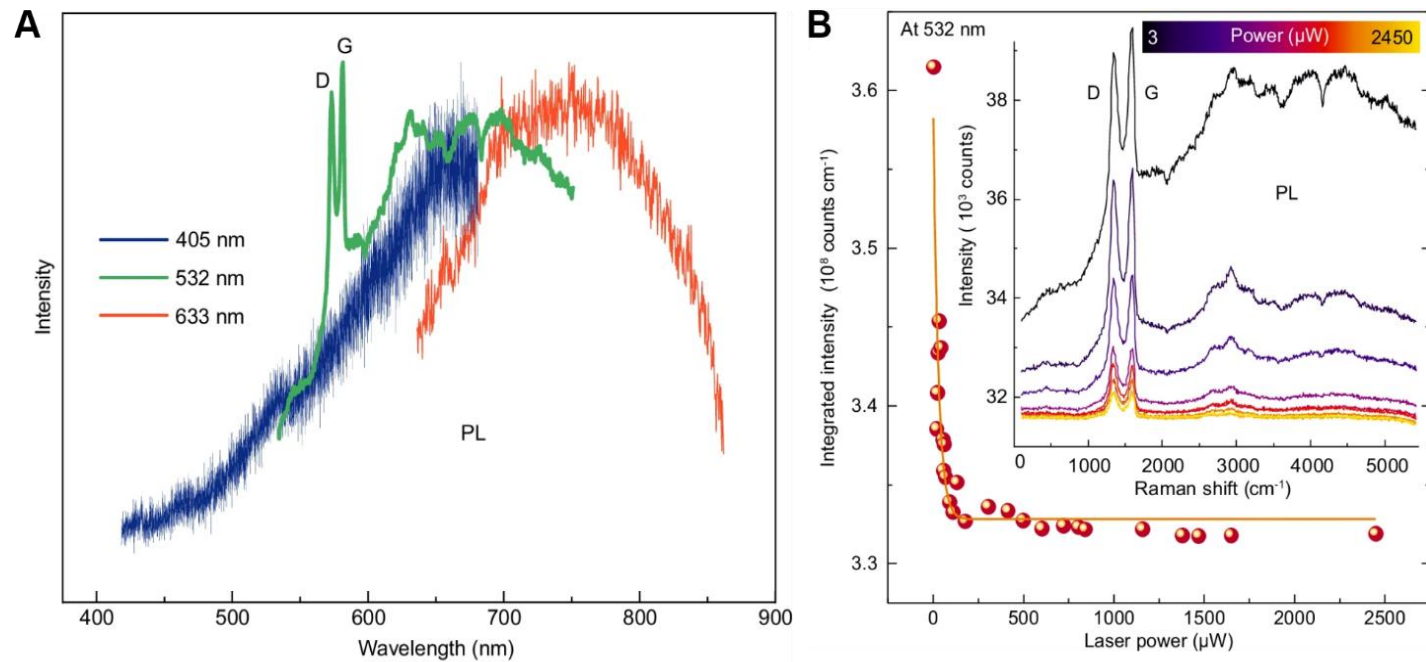 A
D
G
405 nm
532 nm
633 nm
PL
Intensity
400
500
600
700
800
900
Wavelength (nm)
B
At 532 nm
3.6
3.5
3.4
3.3
Integrated intensity (10⁸ counts cm⁻¹)
0
500
1000
1500
2000
2500
Laser power (μW)
3
Power (μW)
2450
D
G
PL
38
36
34
32
Intensity ( 10³ counts)
0
1000
2000
3000
4000
5000
Raman shift (cm⁻¹)